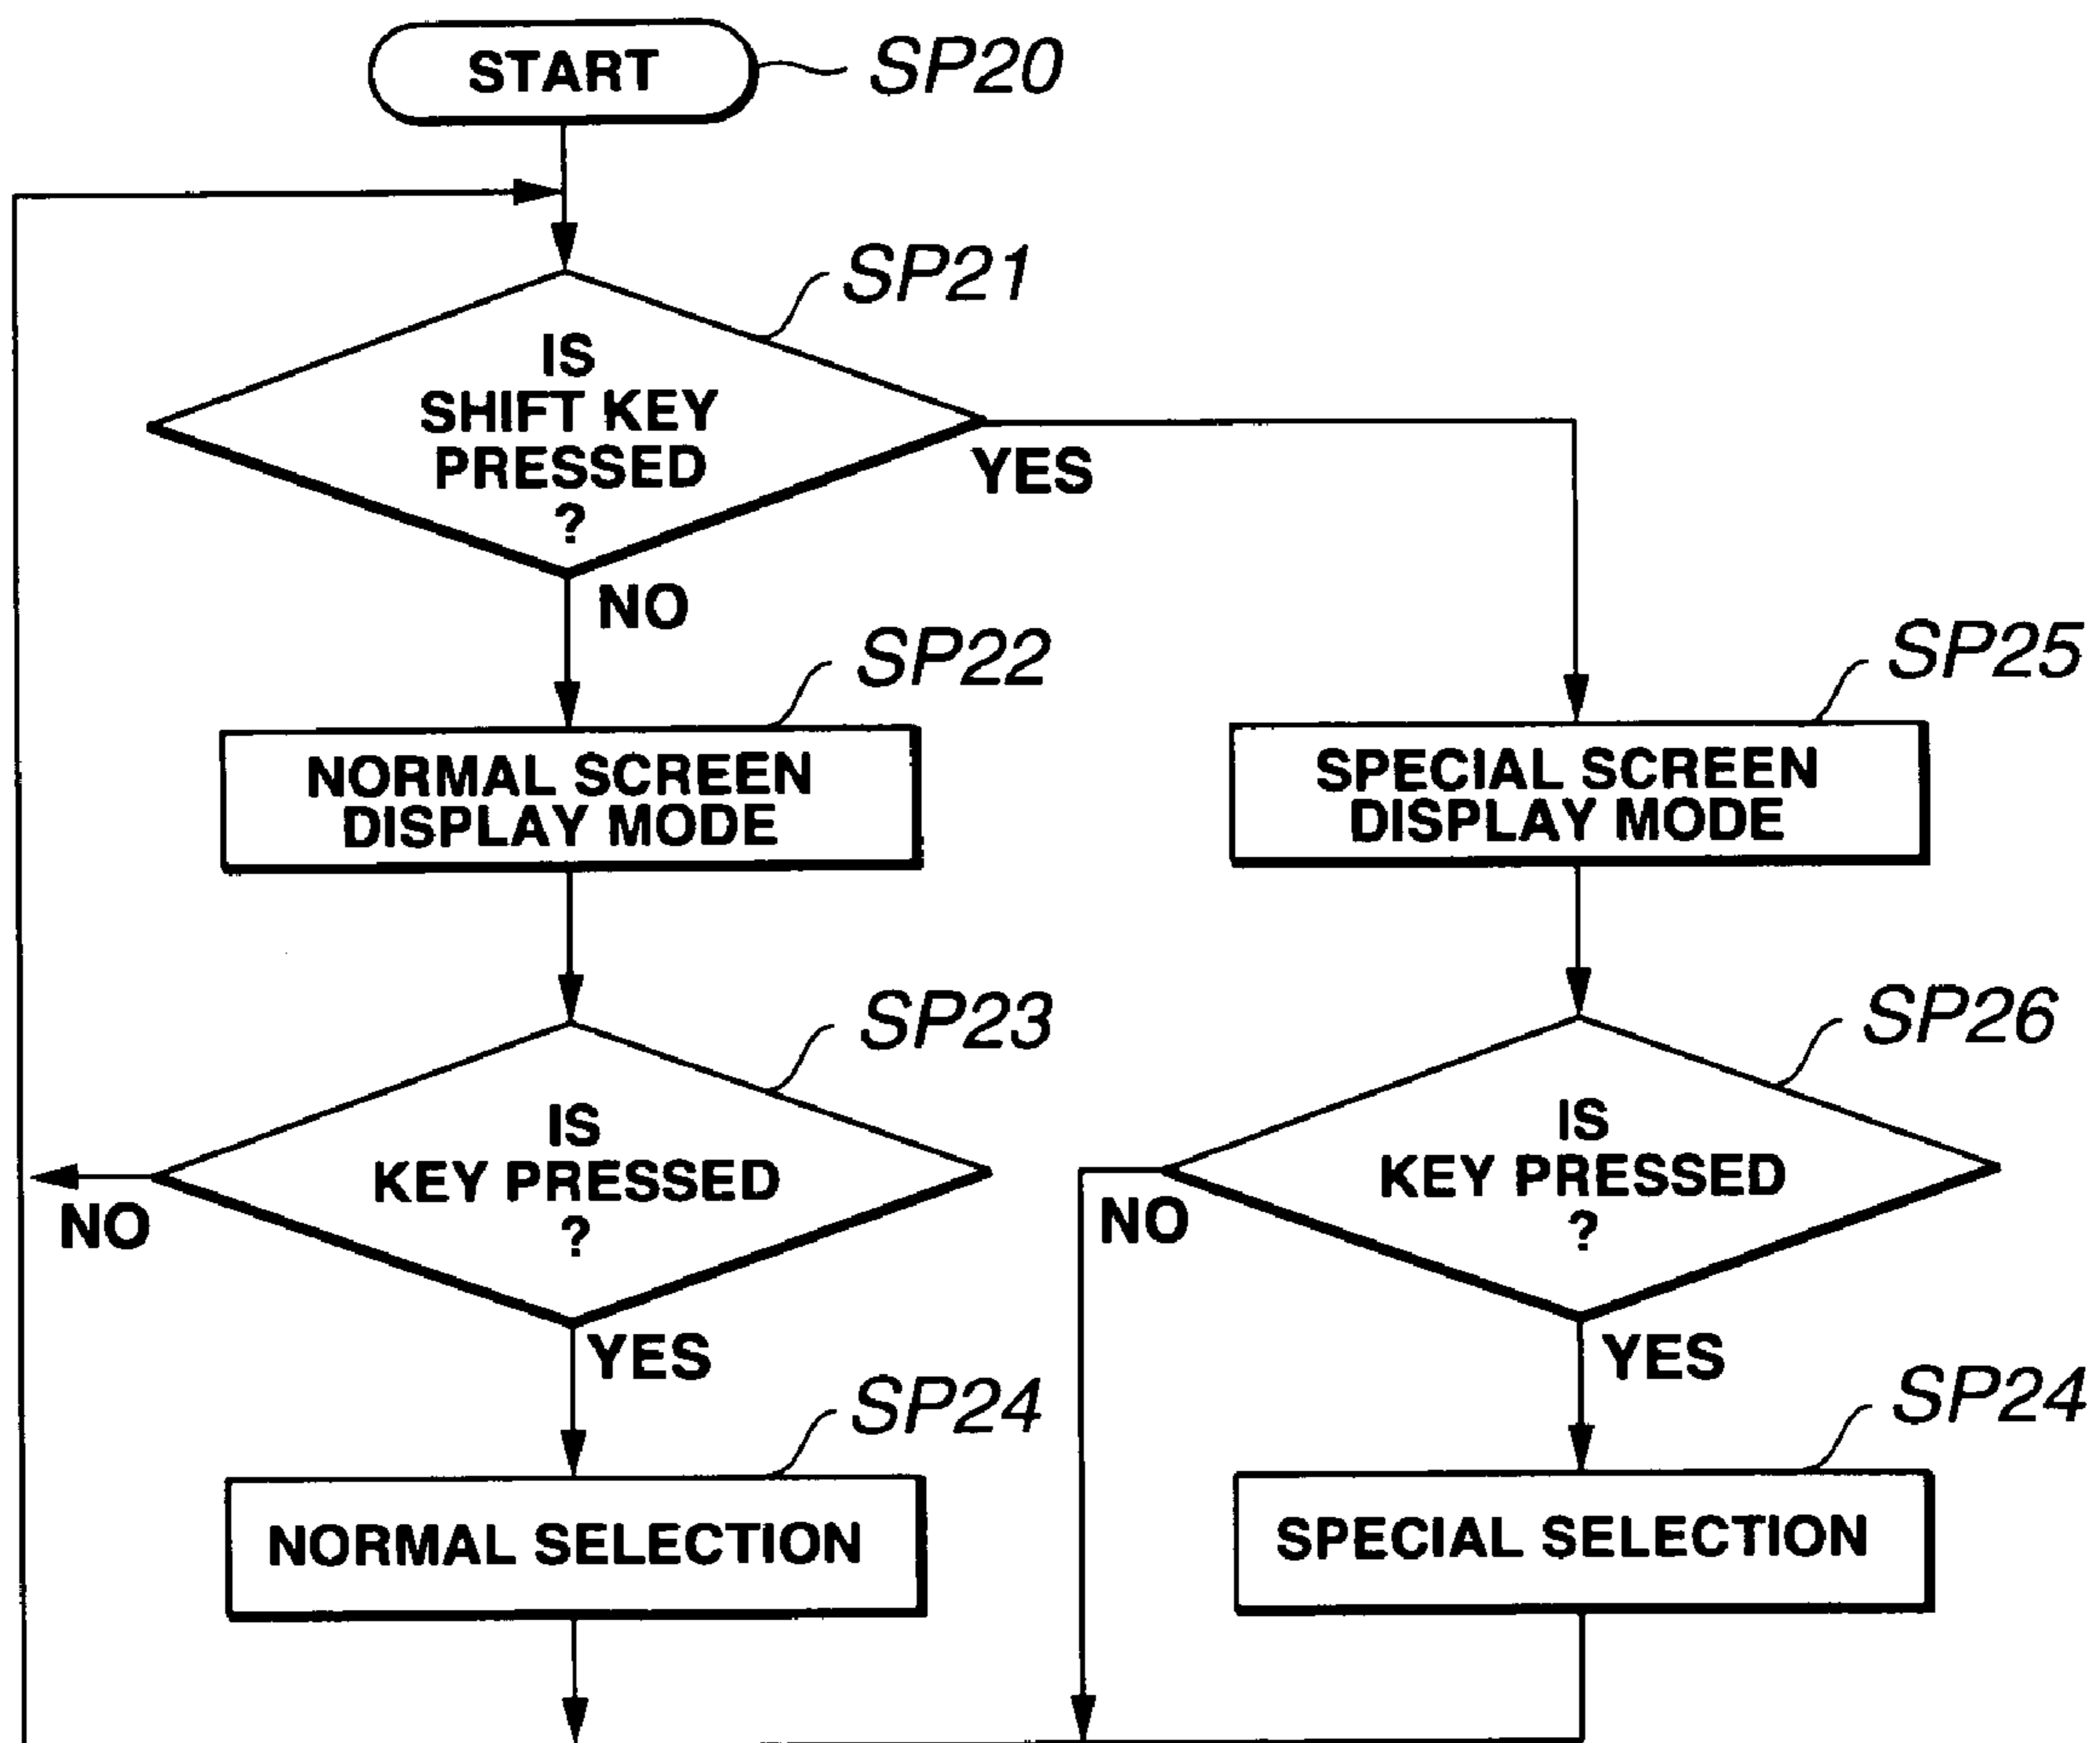 START
SP20
SP21
IS
SHIFT KEY
PRESSED
?
YES
NO
SP22
NORMAL SCREEN
DISPLAY MODE
SP25
SPECIAL SCREEN
DISPLAY MODE
SP23
IS
KEY PRESSED
?
NO
YES
SP26
IS
KEY PRESSED
?
NO
YES
SP24
NORMAL SELECTION
SP24
SPECIAL SELECTION